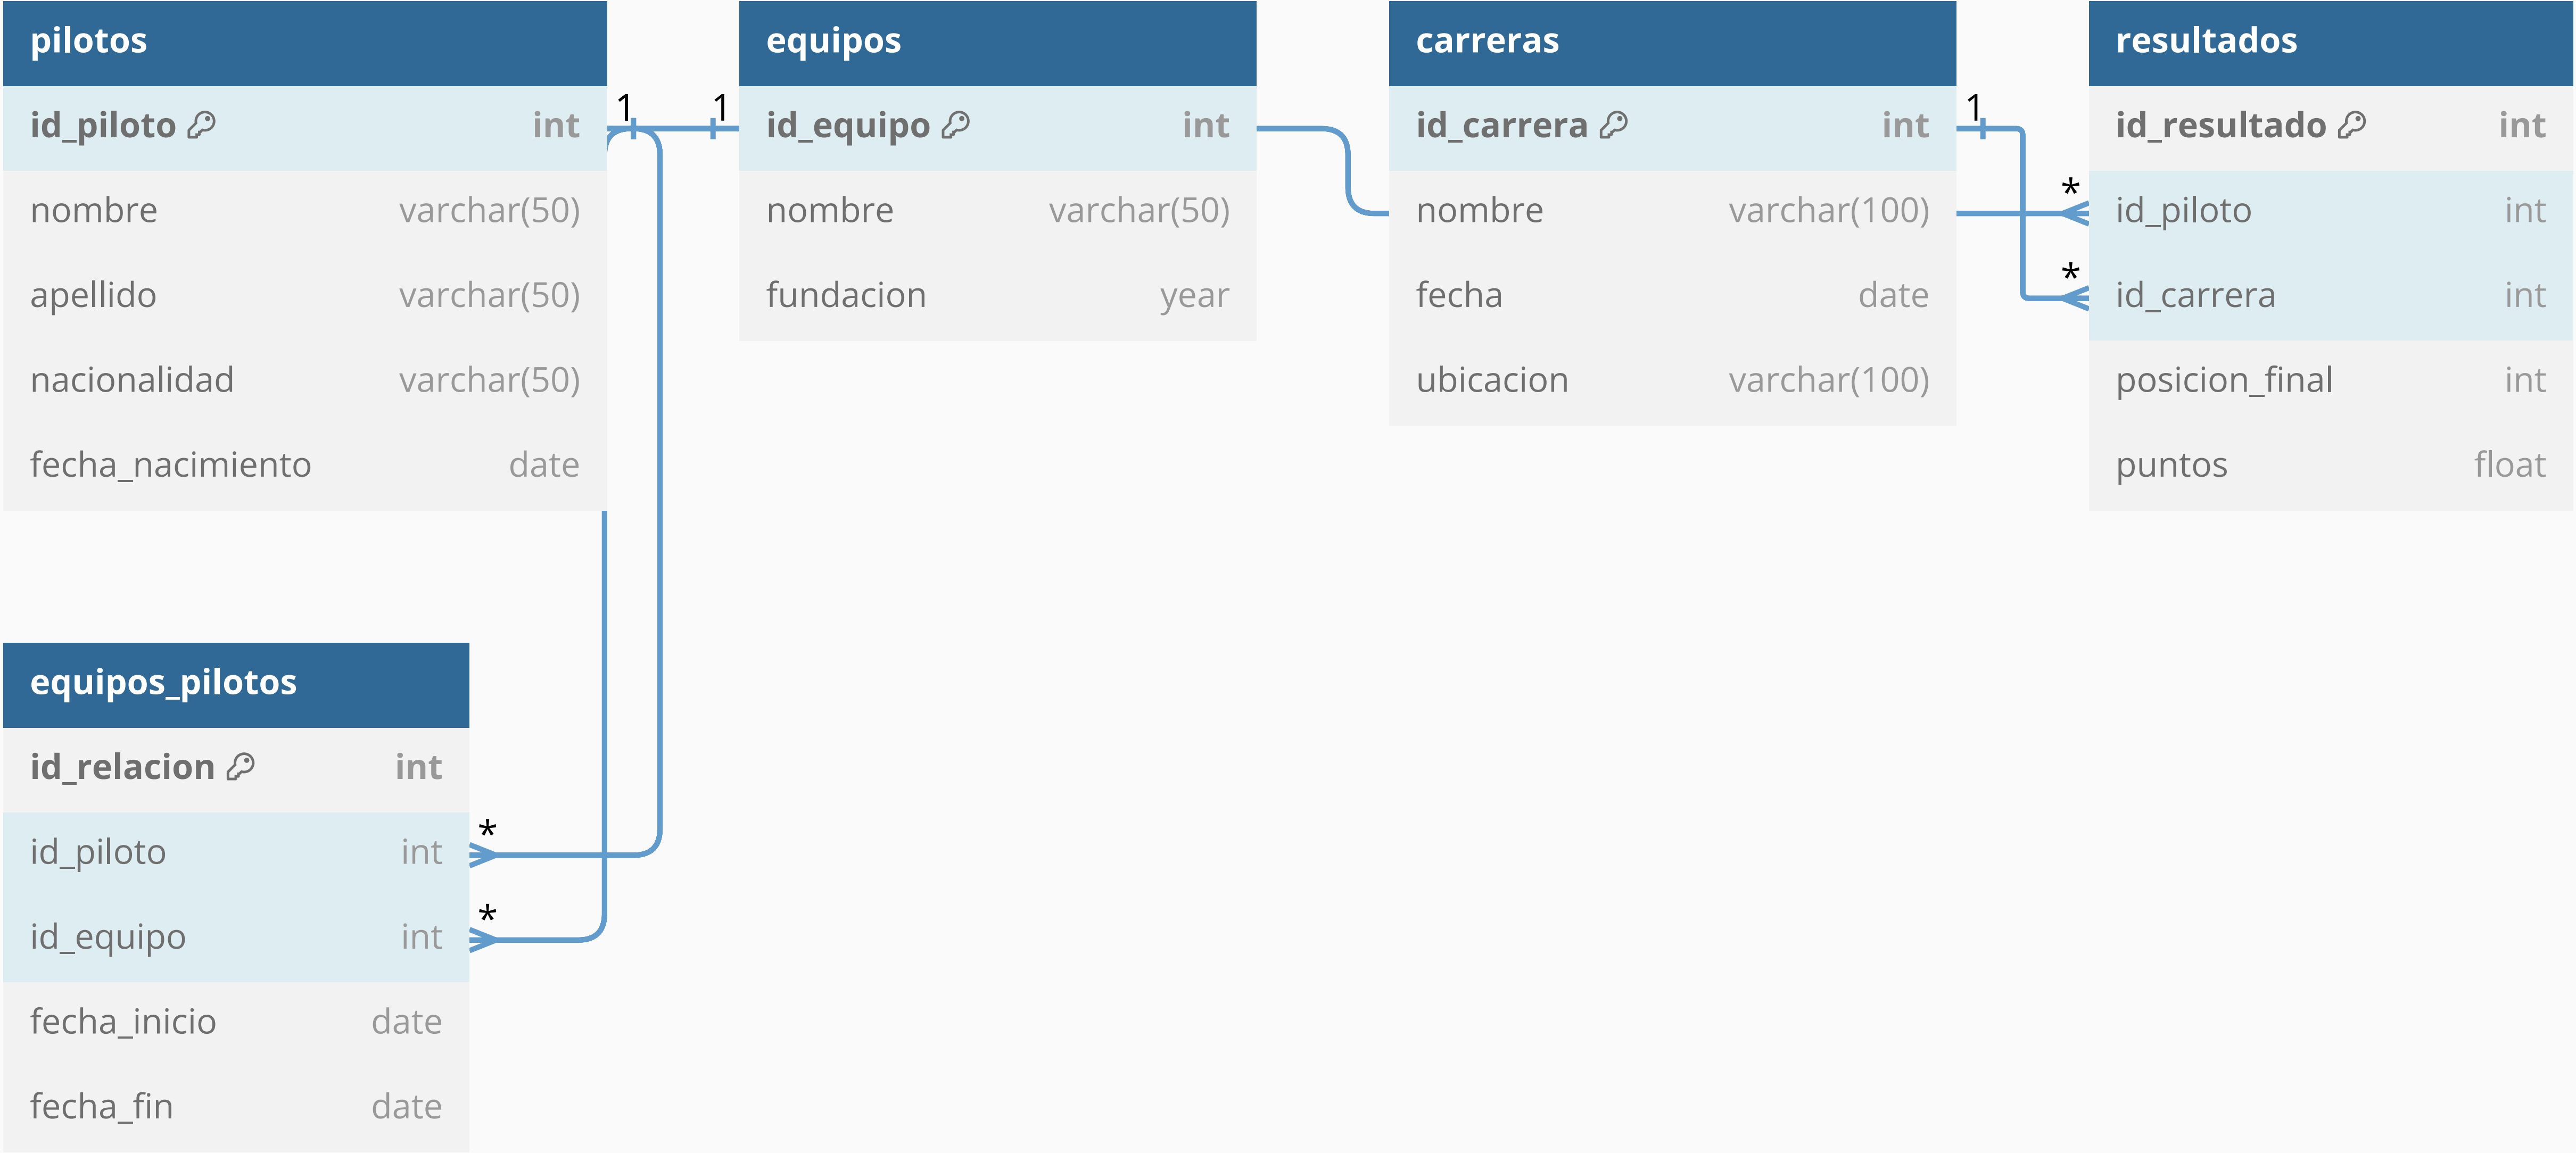 pilotos
id_piloto int
nombre varchar(50)
apellido varchar(50)
nacionalidad varchar(50)
fecha_nacimiento date
1 1
equipos
id_equipo int
nombre varchar(50)
fundacion year
carreras
id_carrera int
nombre varchar(100)
fecha date
ubicacion varchar(100)
1
*
*
resultados
id_resultado int
id_piloto int
id_carrera int
posicion_final int
puntos float
equipos_pilotos
id_relacion int
id_piloto int *
id_equipo int *
fecha_inicio date
fecha_fin date